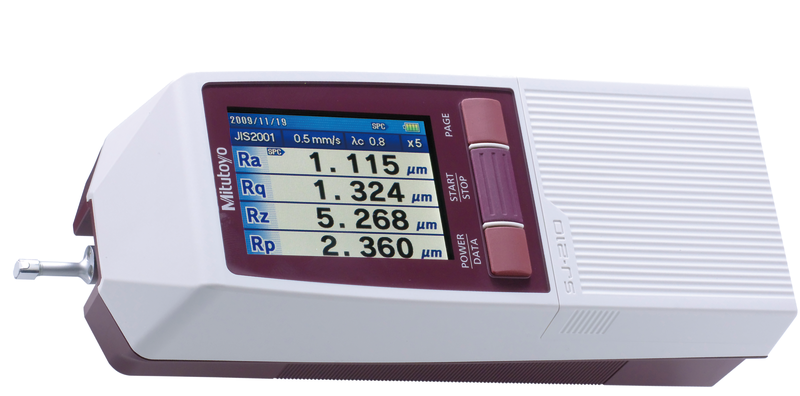 2009/11/19 SPC
JIS2001 0.5mm/s λc 0.8 x5
Ra SPC 1.115 μm
Rq 1.324 μm
Rz 5.268 μm
Rp 2.360 μm
Mitutoyo
PAGE
START
STOP
POWER
DATA
SJ-210